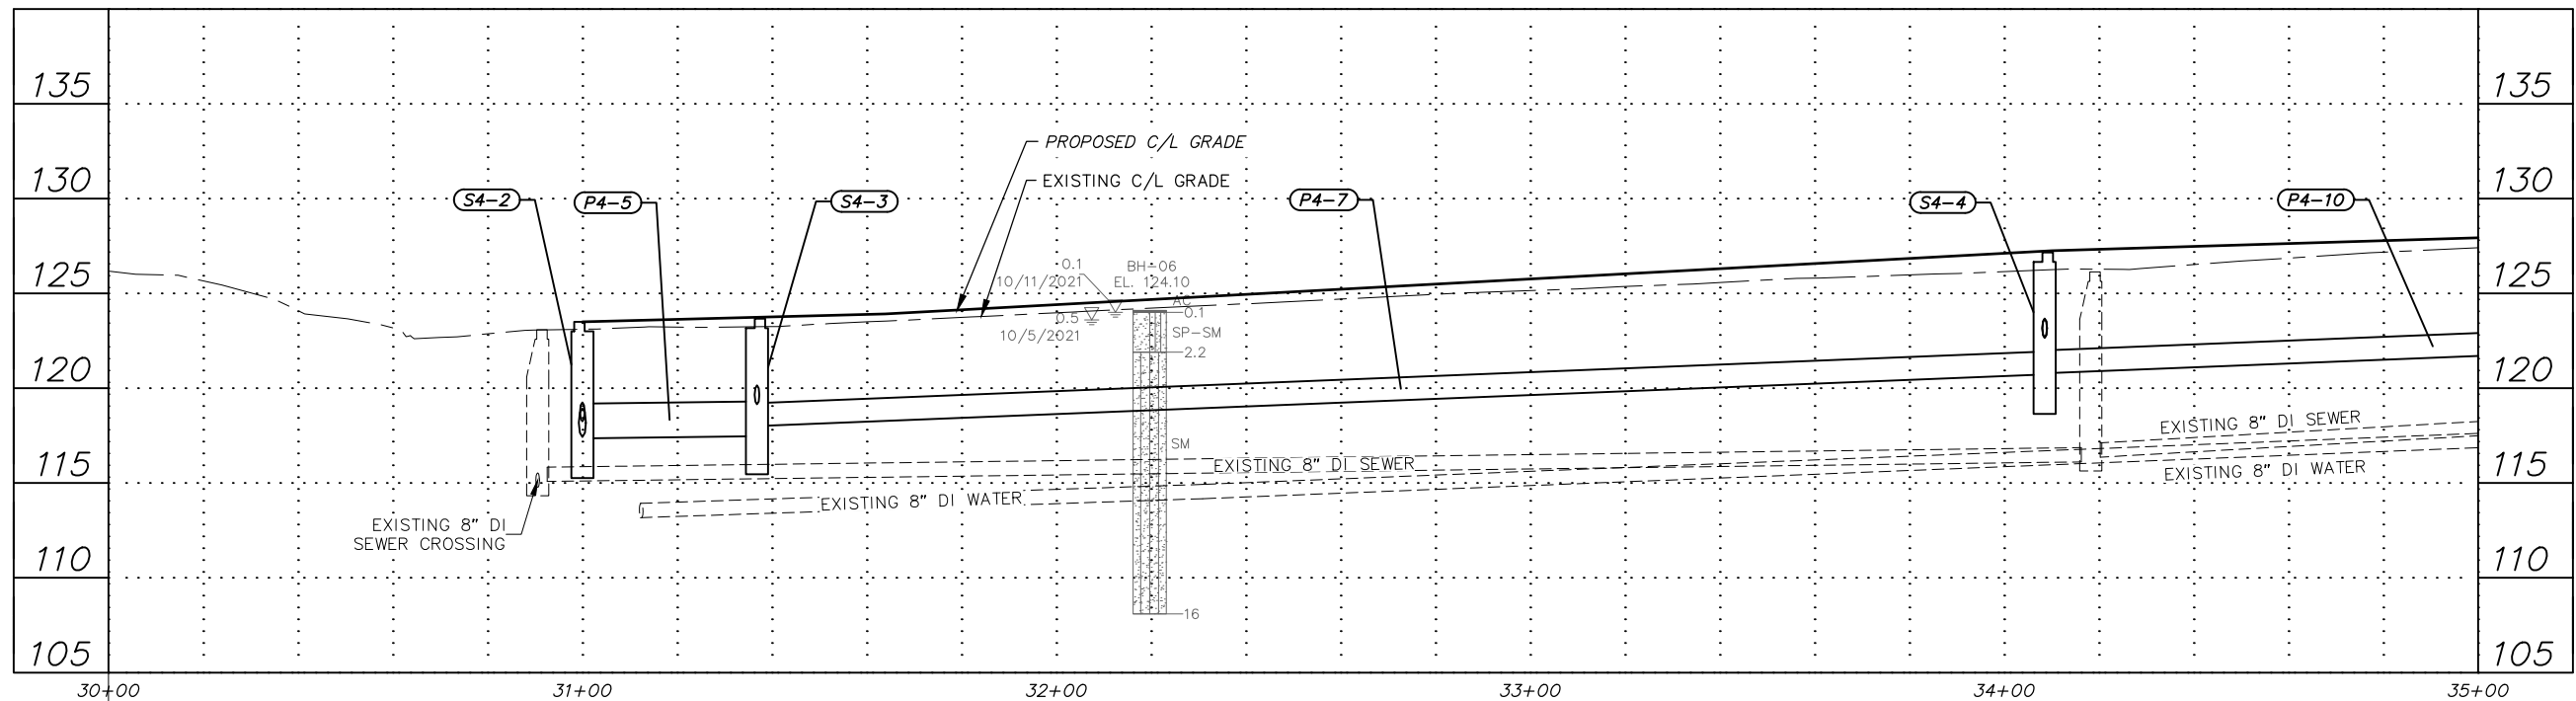 135
135
PROPOSED C/L GRADE
EXISTING C/L GRADE
130
S4-2
P4-5
S4-3
P4-7
S4-4
P4-10
130
125
0.1
10/11/2021
BH-06
EL. 124.10
AC
0.1
125
0.5
10/5/2021
SP-SM
2.2
120
120
SM
EXISTING 8" DI SEWER
EXISTING 8" DI SEWER
115
EXISTING 8" DI WATER
EXISTING 8" DI WATER
115
EXISTING 8" DI
SEWER CROSSING
110
110
16
105
105
30+00
31+00
32+00
33+00
34+00
35+00